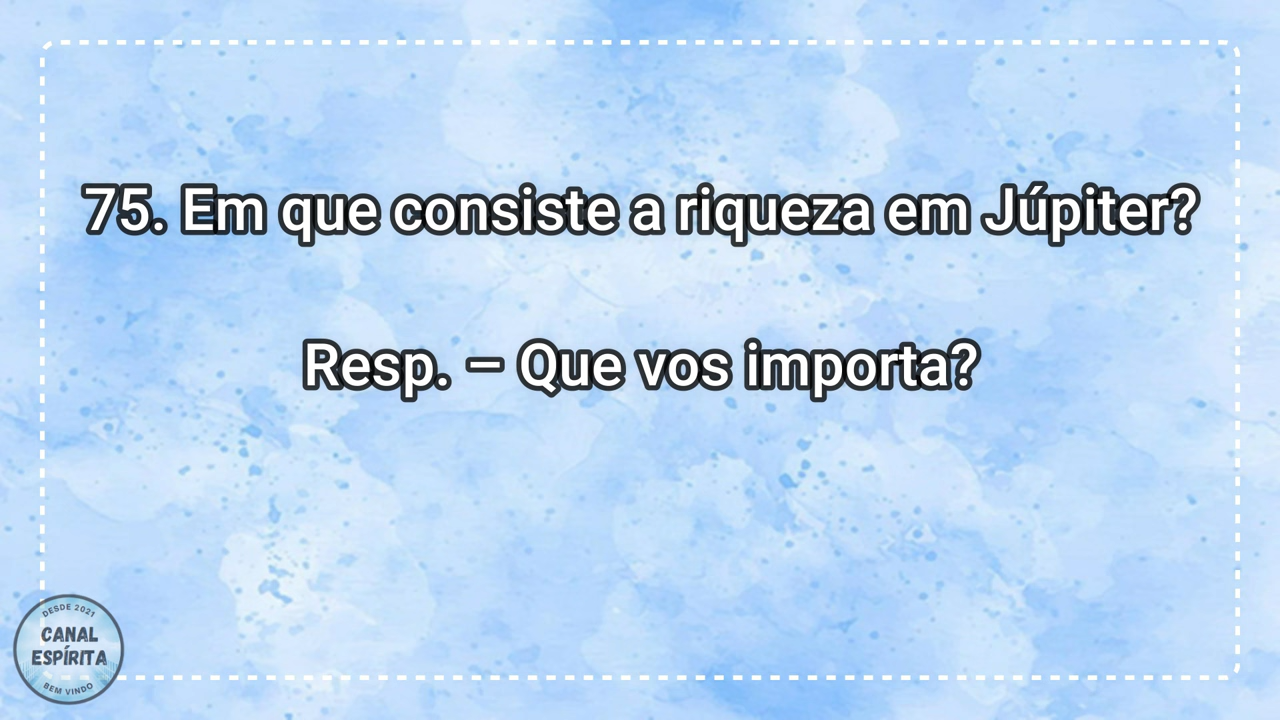 75. Em que consiste a riqueza em Júpiter?
Resp. – Que vos importa?
DESDE 2021
CANAL
ESPÍRITA
BEM VINDO